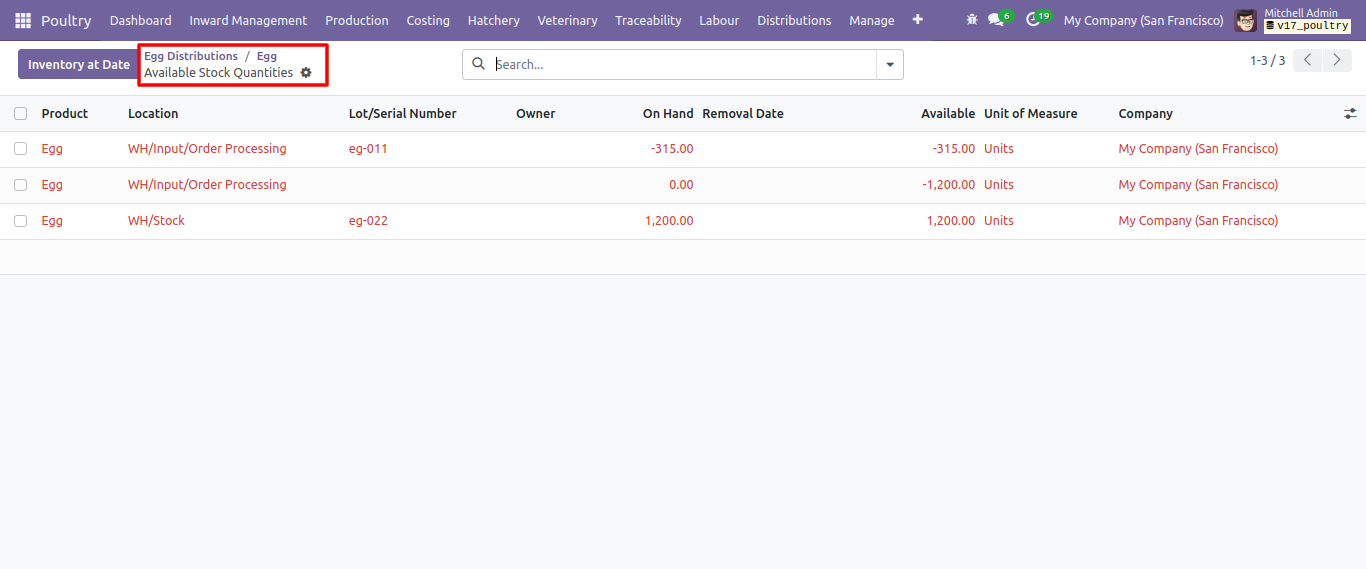 Poultry Dashboard Inward Management Production Costing Hatchery Veterinary Traceability Labour Distributions Manage + 6 19 My Company (San Francisco) Mitchell Admin
v17_poultry
Inventory at Date Egg Distributions / Egg
Available Stock Quantities
Search...
1-3 / 3
Product Location Lot/Serial Number Owner On Hand Removal Date Available Unit of Measure Company
Egg WH/Input/Order Processing eg-011 -315.00 -315.00 Units My Company (San Francisco)
Egg WH/Input/Order Processing 0.00 -1,200.00 Units My Company (San Francisco)
Egg WH/Stock eg-022 1,200.00 1,200.00 Units My Company (San Francisco)